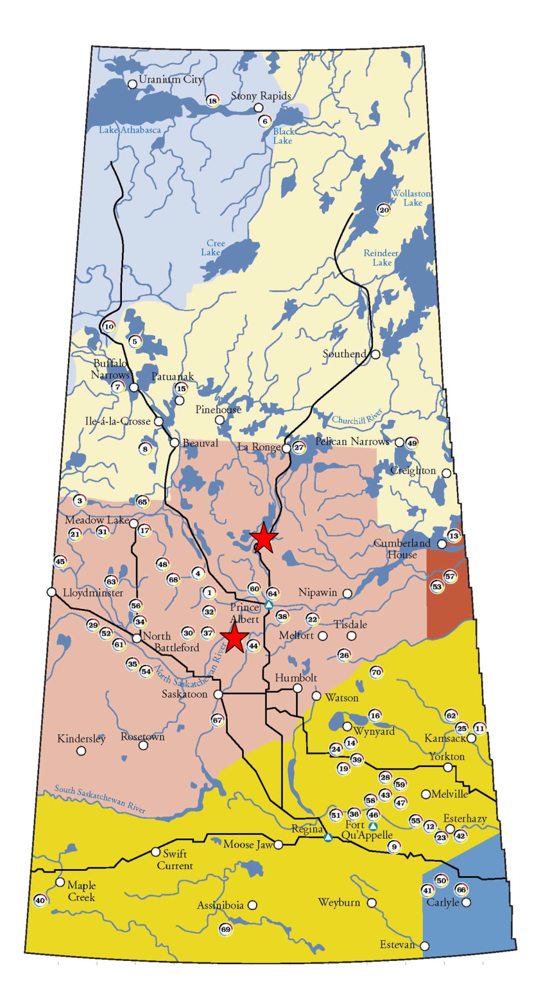 Uranium City
18
Stony Rapids
6
Lake Athabasca
Black
Lake
Wollaston
Lake
20
Cree
Lake
Reindeer
Lake
10
5
Southend
Buffalo
Narrows
7
Patuanak
15
Pinehouse
Churchill River
Ile-á-la-Crosse
8
Beauval
La Ronge
27
Pelican Narrows
49
Creighton
3
65
Meadow Lake
21
31
17
13
Cumberland
House
45
48
4
63
68
57
53
Lloydminster
1
60
64
Nipawin
56
32
Prince
Albert
38
22
34
29
52
61
North
Battleford
30
37
44
Melfort
Tisdale
26
35
54
North Saskatchewan River
70
Humbolt
Saskatoon
Watson
67
16
62
25
11
Wynyard
Kamsack
Kindersley
Rosetown
14
24
39
19
Yorkton
28
59
South Saskatchewan River
58
43
47
Melville
51
36
46
55
12
Esterhazy
23
42
Regina
Fort
Qu'Appelle
9
Moose Jaw
Swift
Current
Maple
Creek
40
50
41
66
Assiniboia
Weyburn
Carlyle
69
Estevan